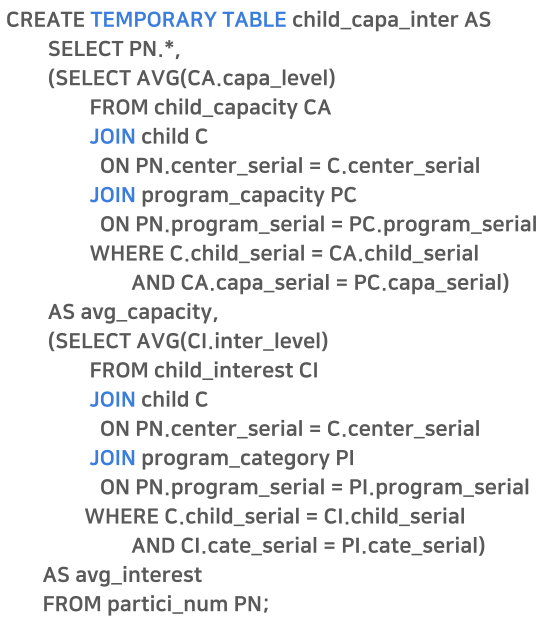 CREATE TEMPORARY TABLE child_capa_inter AS
SELECT PN.*,
(SELECT AVG(CA.capa_level)
FROM child_capacity CA
JOIN child C
ON PN.center_serial = C.center_serial
JOIN program_capacity PC
ON PN.program_serial = PC.program_serial
WHERE C.child_serial = CA.child_serial
AND CA.capa_serial = PC.capa_serial)
AS avg_capacity,
(SELECT AVG(CI.inter_level)
FROM child_interest CI
JOIN child C
ON PN.center_serial = C.center_serial
JOIN program_category PI
ON PN.program_serial = PI.program_serial
WHERE C.child_serial = CI.child_serial
AND CI.cate_serial = PI.cate_serial)
AS avg_interest
FROM partici_num PN;